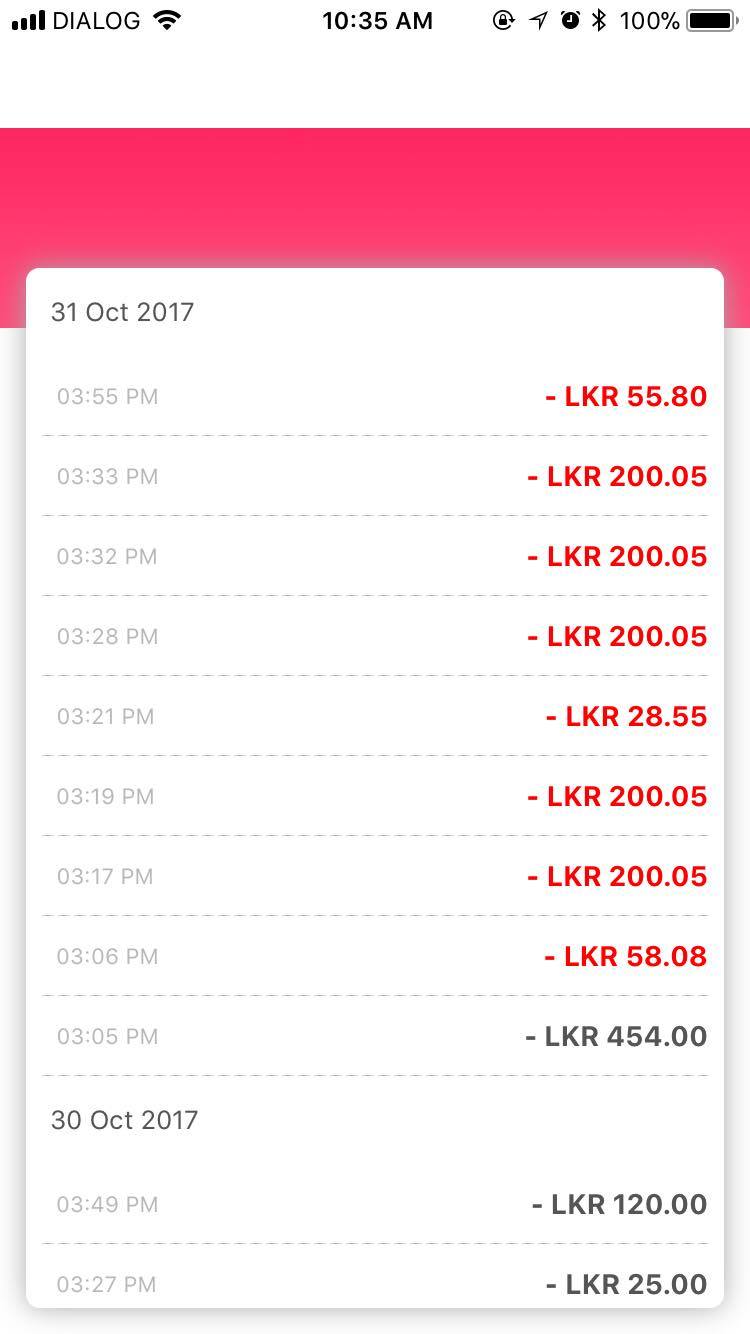 DIALOG 10:35 AM 100%
31 Oct 2017
03:55 PM - LKR 55.80
03:33 PM - LKR 200.05
03:32 PM - LKR 200.05
03:28 PM - LKR 200.05
03:21 PM - LKR 28.55
03:19 PM - LKR 200.05
03:17 PM - LKR 200.05
03:06 PM - LKR 58.08
03:05 PM - LKR 454.00
30 Oct 2017
03:49 PM - LKR 120.00
03:27 PM - LKR 25.00